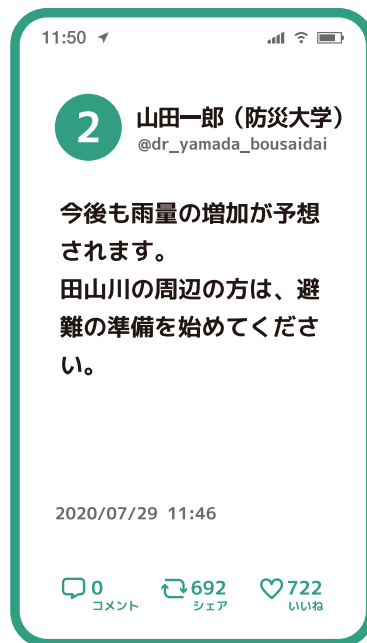 11:50
2
山田一郎（防災大学）
@dr_yamada_bousaidai
今後も雨量の増加が予想
されます。
田山川の周辺の方は、避
難の準備を始めてくださ
い。
2020/07/29 11:46
0 692 722
コメント シェア いいね